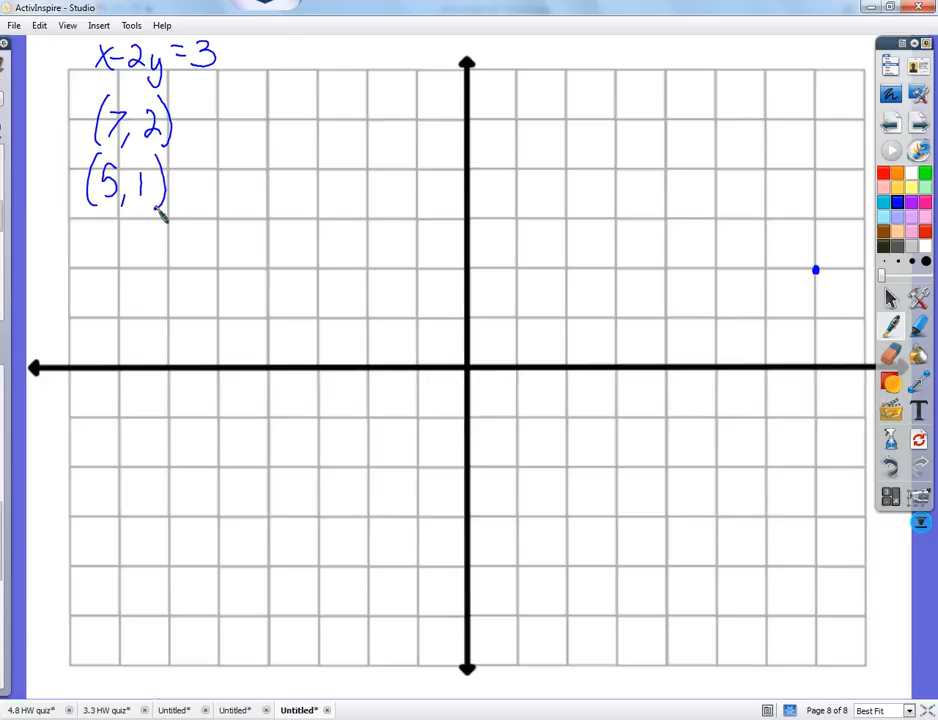 ActivInspire - Studio
File Edit View Insert Tools Help
x-2y=3
(7, 2)
(5, 1)
4.8 HW quiz* 3.3 HW quiz* Untitled* Untitled* Untitled* Page 8 of 8 Best Fit